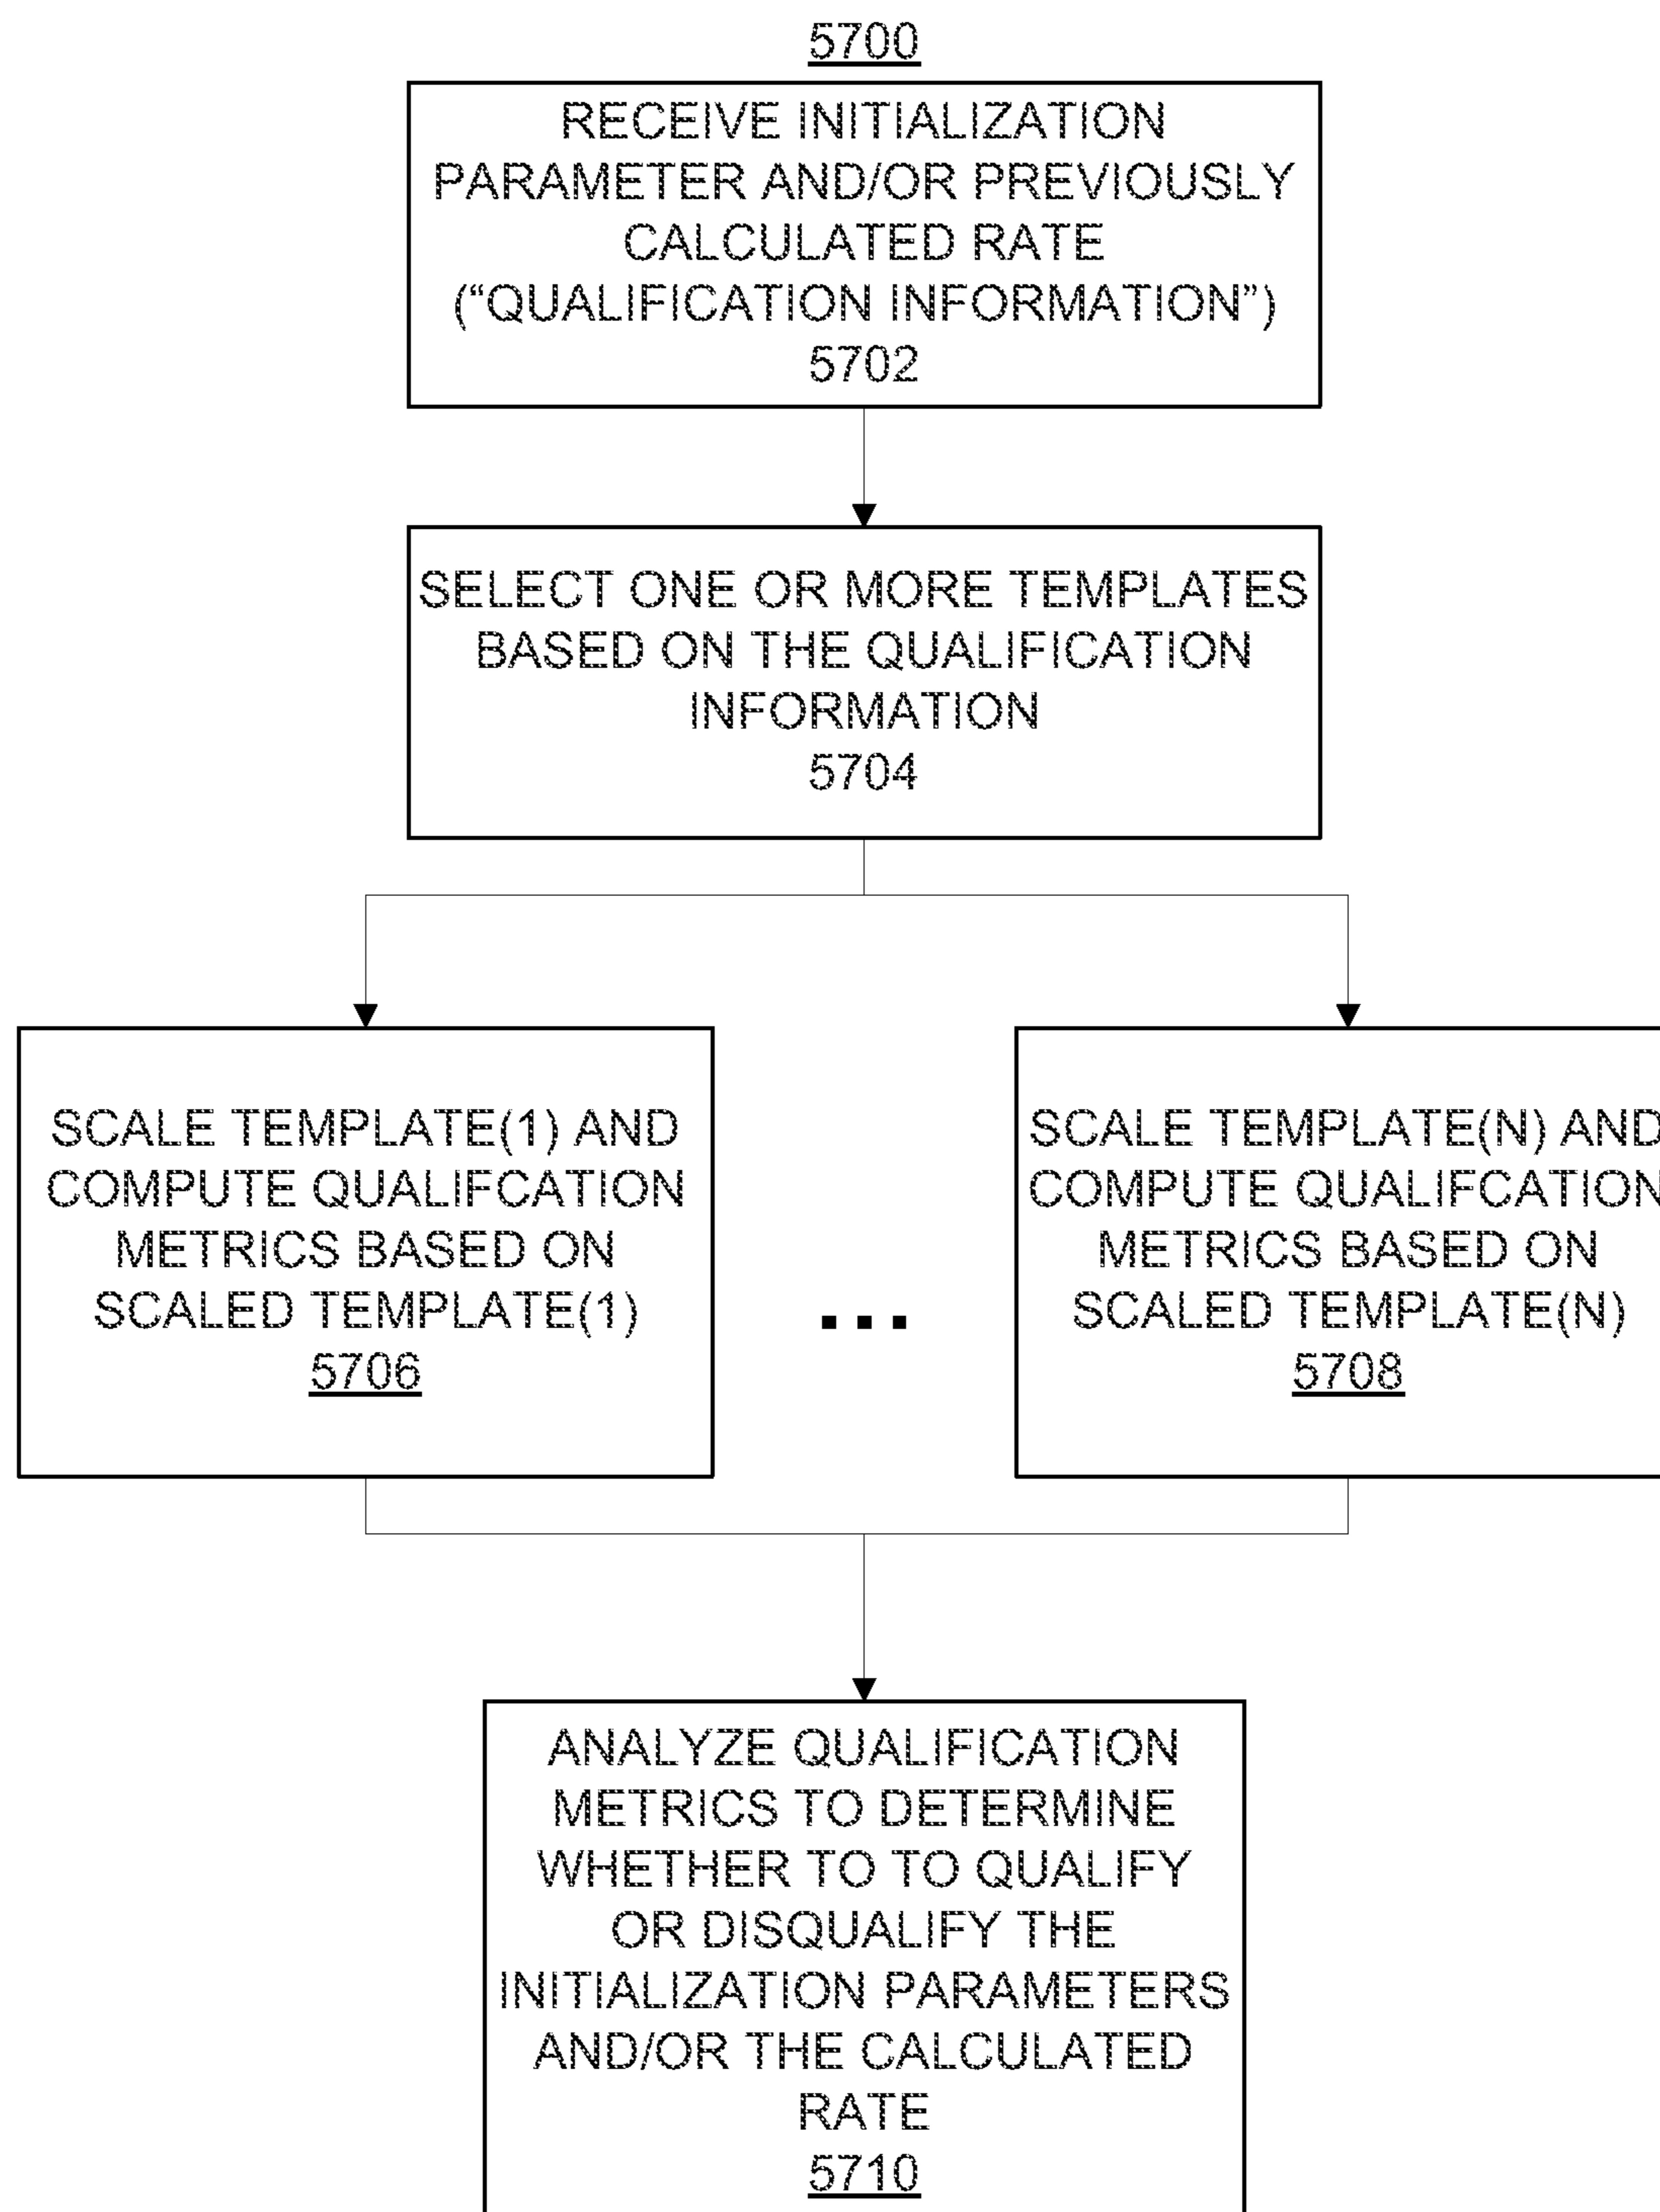 5700
RECEIVE INITIALIZATION
PARAMETER AND/OR PREVIOUSLY
CALCULATED RATE
(“QUALIFICATION INFORMATION”)
5702
SELECT ONE OR MORE TEMPLATES
BASED ON THE QUALIFICATION
INFORMATION
5704
SCALE TEMPLATE(1) AND
COMPUTE QUALIFCATION
METRICS BASED ON
SCALED TEMPLATE(1)
5706
...
SCALE TEMPLATE(N) AND
COMPUTE QUALIFCATION
METRICS BASED ON
SCALED TEMPLATE(N)
5708
ANALYZE QUALIFICATION
METRICS TO DETERMINE
WHETHER TO TO QUALIFY
OR DISQUALIFY THE
INITIALIZATION PARAMETERS
AND/OR THE CALCULATED
RATE
5710